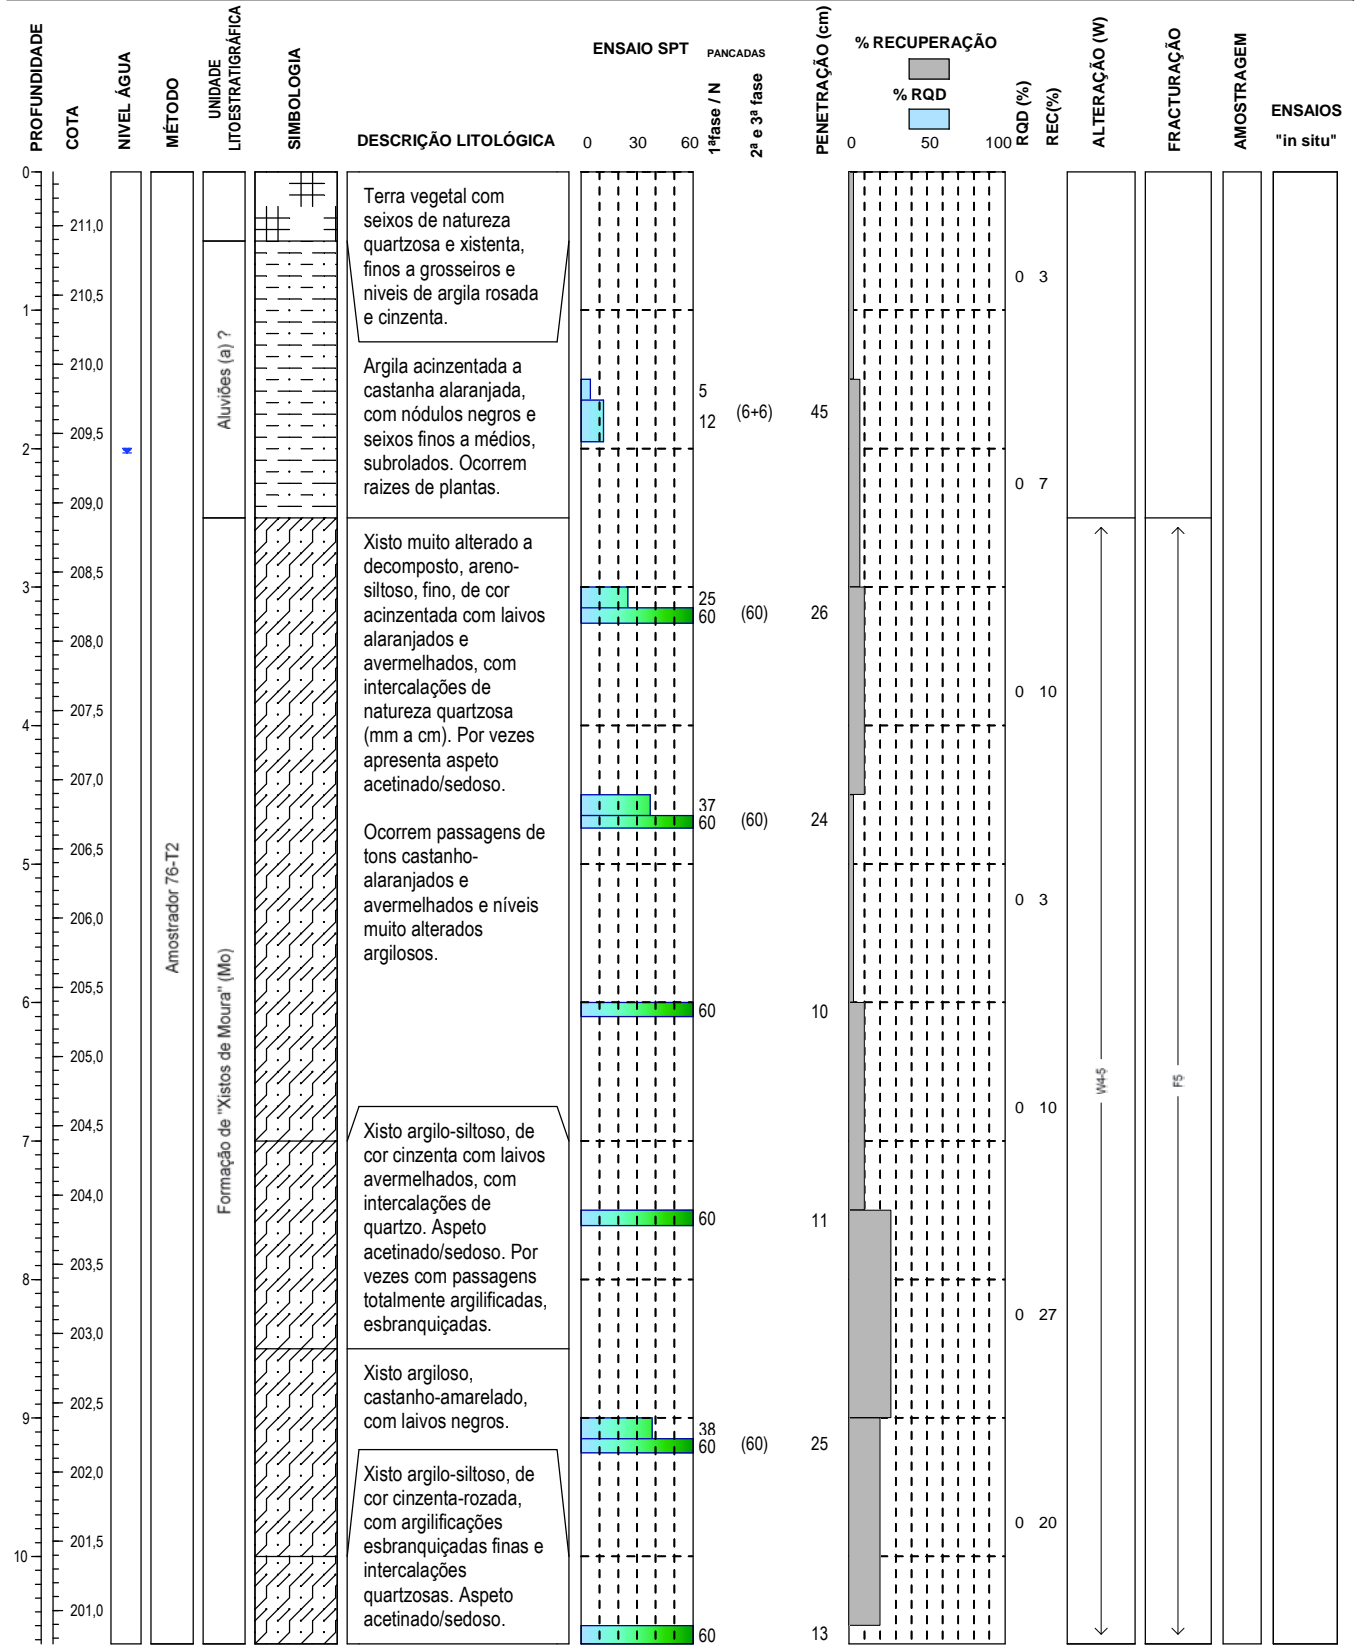 PROFUNDIDADE
COTA
NIVEL ÁGUA
MÉTODO
UNIDADE
LITOESTRATIGRÁFICA
SIMBOLOGIA
DESCRIÇÃO LITOLÓGICA
ENSAIO SPT
PANCADAS
0 30 60
1ªfase / N
2ª e 3ª fase
PENETRAÇÃO (cm)
% RECUPERAÇÃO
% RQD
0 50 100
RQD (%)
REC(%)
ALTERAÇÃO (W)
FRACTURAÇÃO
AMOSTRAGEM
ENSAIOS
"in situ"
0
1
2
3
4
5
6
7
8
9
10
211,0
210,5
210,0
209,5
209,0
208,5
208,0
207,5
207,0
206,5
206,0
205,5
205,0
204,5
204,0
203,5
203,0
202,5
202,0
201,5
201,0
Amostrador 76-T2
Aluviões (a) ?
Formação de "Xistos de Moura" (Mo)
Terra vegetal com
seixos de natureza
quartzosa e xistenta,
finos a grosseiros e
niveis de argila rosada
e cinzenta.
Argila acinzentada a
castanha alaranjada,
com nódulos negros e
seixos finos a médios,
subrolados. Ocorrem
raizes de plantas.
Xisto muito alterado a
decomposto, areno-
siltoso, fino, de cor
acinzentada com laivos
alaranjados e
avermelhados, com
intercalações de
natureza quartzosa
(mm a cm). Por vezes
apresenta aspeto
acetinado/sedoso.
Ocorrem passagens de
tons castanho-
alaranjados e
avermelhados e níveis
muito alterados
argilosos.
Xisto argilo-siltoso, de
cor cinzenta com laivos
avermelhados, com
intercalações de
quartzo. Aspeto
acetinado/sedoso. Por
vezes com passagens
totalmente argilificadas,
esbranquiçadas.
Xisto argiloso,
castanho-amarelado,
com laivos negros.
Xisto argilo-siltoso, de
cor cinzenta-rozada,
com argilificações
esbranquiçadas finas e
intercalações
quartzosas. Aspeto
acetinado/sedoso.
5
12 (6+6) 45
25
60 (60) 26
37
60 (60) 24
60 10
60 11
38
60 (60) 25
60 13
0 3
0 7
0 10
0 3
0 10
0 27
0 20
W4-5
F5